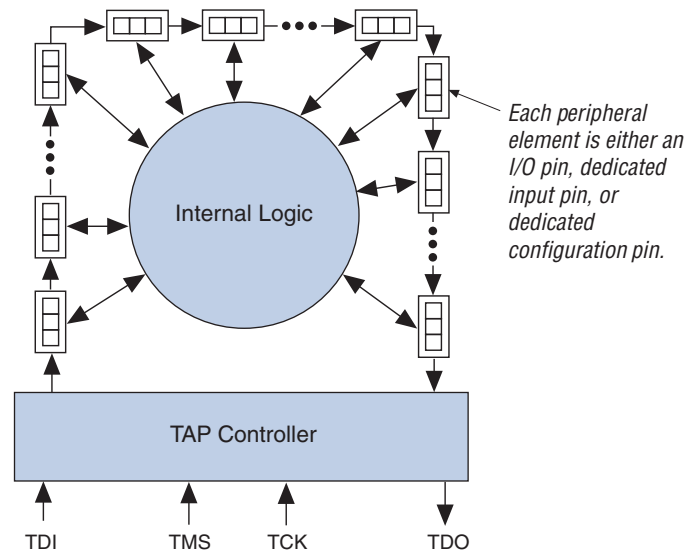 Each peripheral
element is either an
I/O pin, dedicated
input pin, or
dedicated
configuration pin.
Internal Logic
TAP Controller
TDI
TMS
TCK
TDO